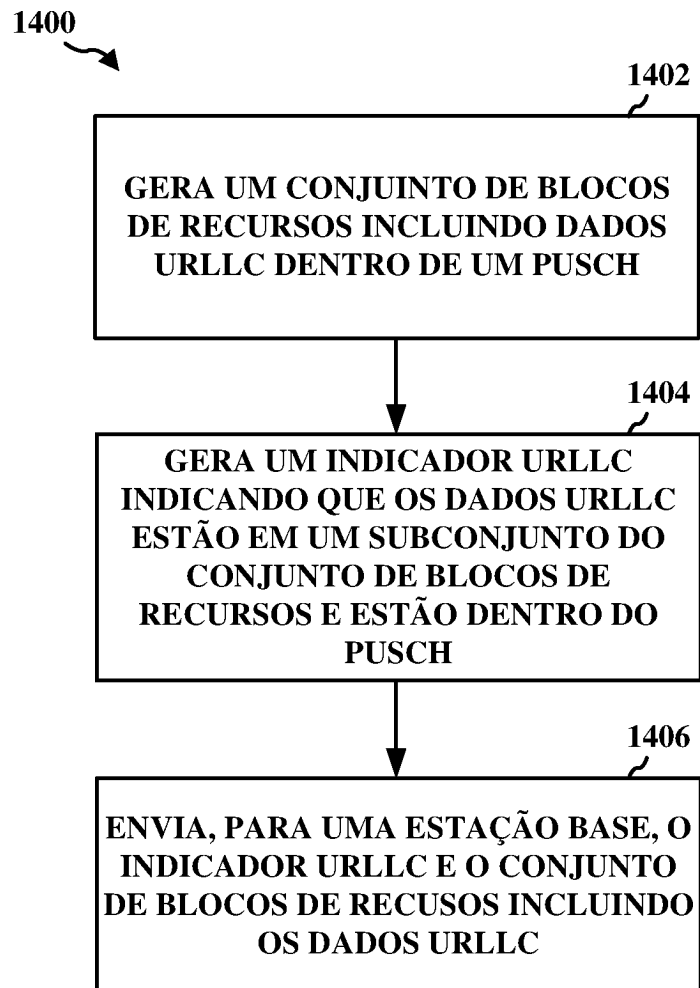 1400
1402
GERA UM CONJUINTO DE BLOCOS
DE RECURSOS INCLUINDO DADOS
URLLC DENTRO DE UM PUSCH
1404
GERA UM INDICADOR URLLC
INDICANDO QUE OS DADOS URLLC
ESTÃO EM UM SUBCONJUNTO DO
CONJUNTO DE BLOCOS DE
RECURSOS E ESTÃO DENTRO DO
PUSCH
1406
ENVIA, PARA UMA ESTAÇÃO BASE, O
INDICADOR URLLC E O CONJUNTO
DE BLOCOS DE RECUSOS INCLUINDO
OS DADOS URLLC